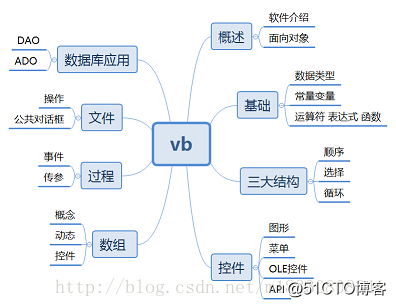 vb
概述
软件介绍
面向对象
基础
数据类型
常量变量
运算符 表达式 函数
三大结构
顺序
选择
循环
控件
图形
菜单
OLE控件
API
数据库应用
DAO
ADO
文件
操作
公共对话框
过程
事件
传参
数组
概念
动态
控件
http://blog.csdn.net/
@51CTO博客